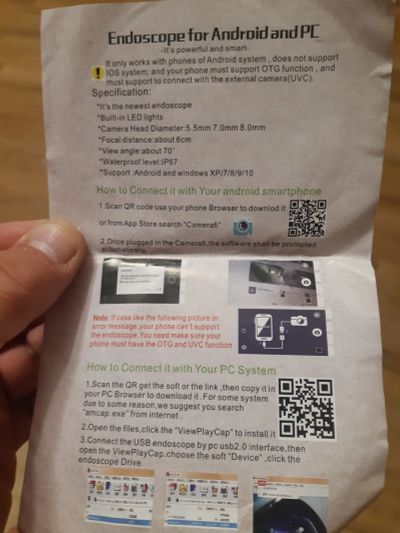 Endoscope for Android and PC
-It's powerful and smart-
It only works with phones of Android system , does not support
IOS system; and your phone must support OTG function , and
must support to connect with the external camera(UVC).
Specification:
*It's the newest endoscope
*Built-in LED lights
*Camera Head Diameter:5.5mm 7.0mm 8.0mm
*Focal distance:about 6cm
*View angle:about 70°
*Waterproof level:IP67
*Support :Android and windows XP/7/8/9/10
How to Connect it with Your android smartphone
1.Scan QR code use your phone Browser to downlod it
or from App Store search "Camerafi"
2.Once plugged in the Camerafi,the software shall be prompted
automatically.
Note: If case like the following picture or
error message,your phone can't support
the endoscope.You need make sure your
phone must have the OTG and UVC function
How to Connect it with Your PC System
1.Scan the QR get the soft or the link ,then copy it in
your PC Browser to download it . For some system
due to some reason,we suggest you search
"amcap.exe" from internet .
2.Open the files,click the "ViewPlayCap" to install it
3.Connect the USB endoscope by pc usb2.0 interface,then
open the ViewPlayCap.choose the soft "Device" ,click the
endoscope Drive.